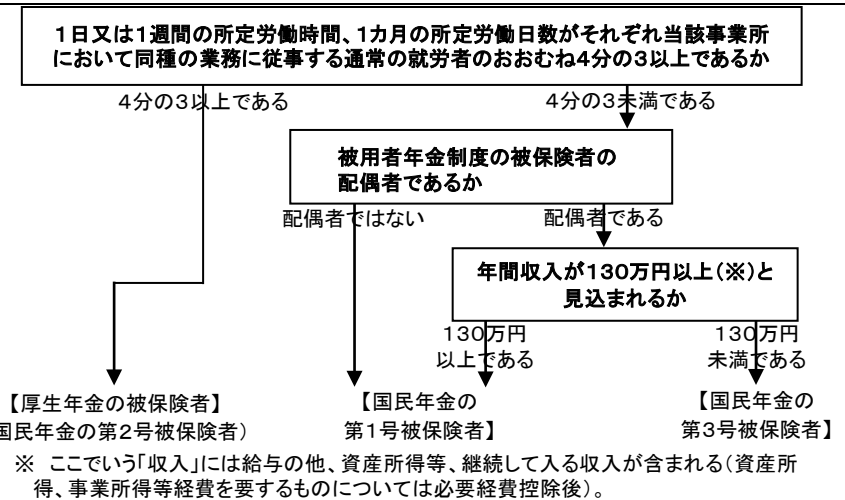 1日又は1週間の所定労働時間、1カ月の所定労働日数がそれぞれ当該事業所
において同種の業務に従事する通常の就労者のおおむね4分の3以上であるか
4分の3以上である
4分の3未満である
被用者年金制度の被保険者の
配偶者であるか
配偶者ではない
配偶者である
年間収入が130万円以上(※)と
見込まれるか
130万円
以上である
130万円
未満である
【厚生年金の被保険者】
国民年金の第2号被保険者)
【国民年金の
第1号被保険者】
【国民年金の
第3号被保険者】
※ ここでいう「収入」には給与の他、資産所得等、継続して入る収入が含まれる(資産所
得、事業所得等経費を要するものについては必要経費控除後)。